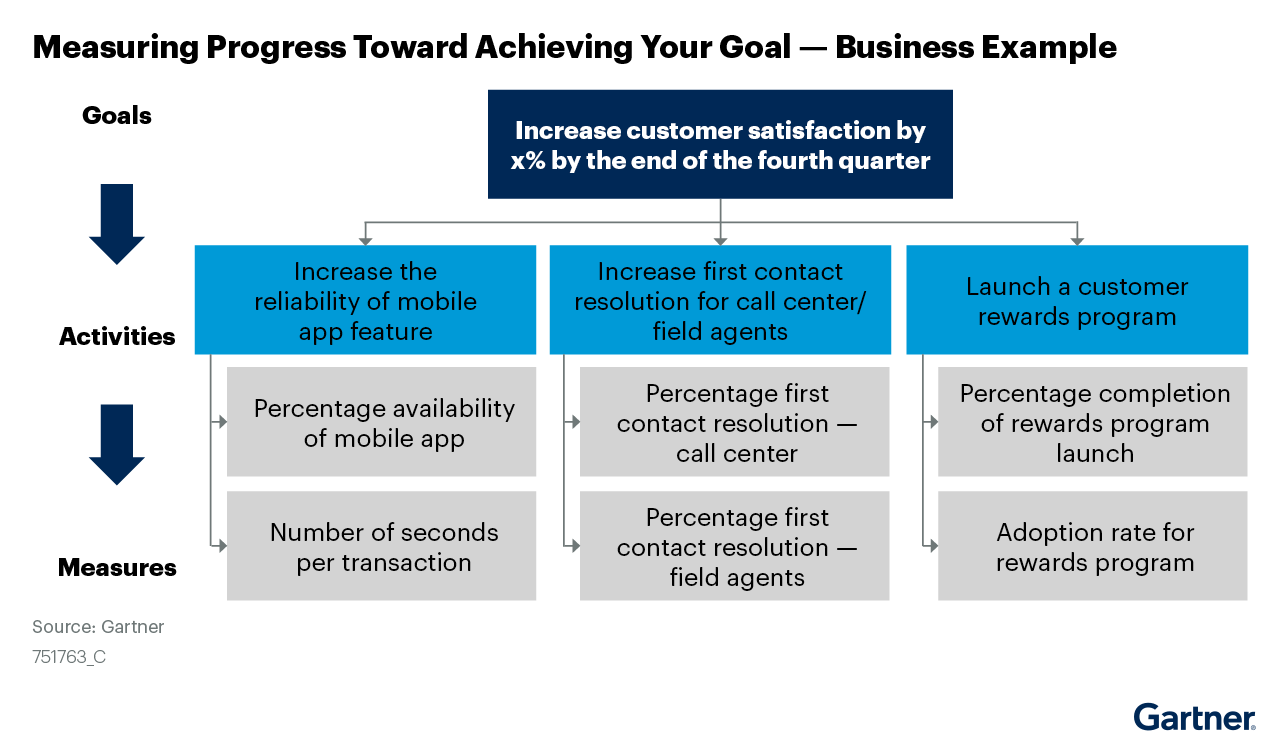 Measuring Progress Toward Achieving Your Goal — Business Example
Goals
Increase customer satisfaction by
x% by the end of the fourth quarter
Activities
Increase the
reliability of mobile
app feature
Increase first contact
resolution for call center/
field agents
Launch a customer
rewards program
Measures
Percentage availability
of mobile app
Number of seconds
per transaction
Percentage first
contact resolution —
call center
Percentage first
contact resolution —
field agents
Percentage completion
of rewards program
launch
Adoption rate for
rewards program
Source: Gartner
751763_C
Gartner®